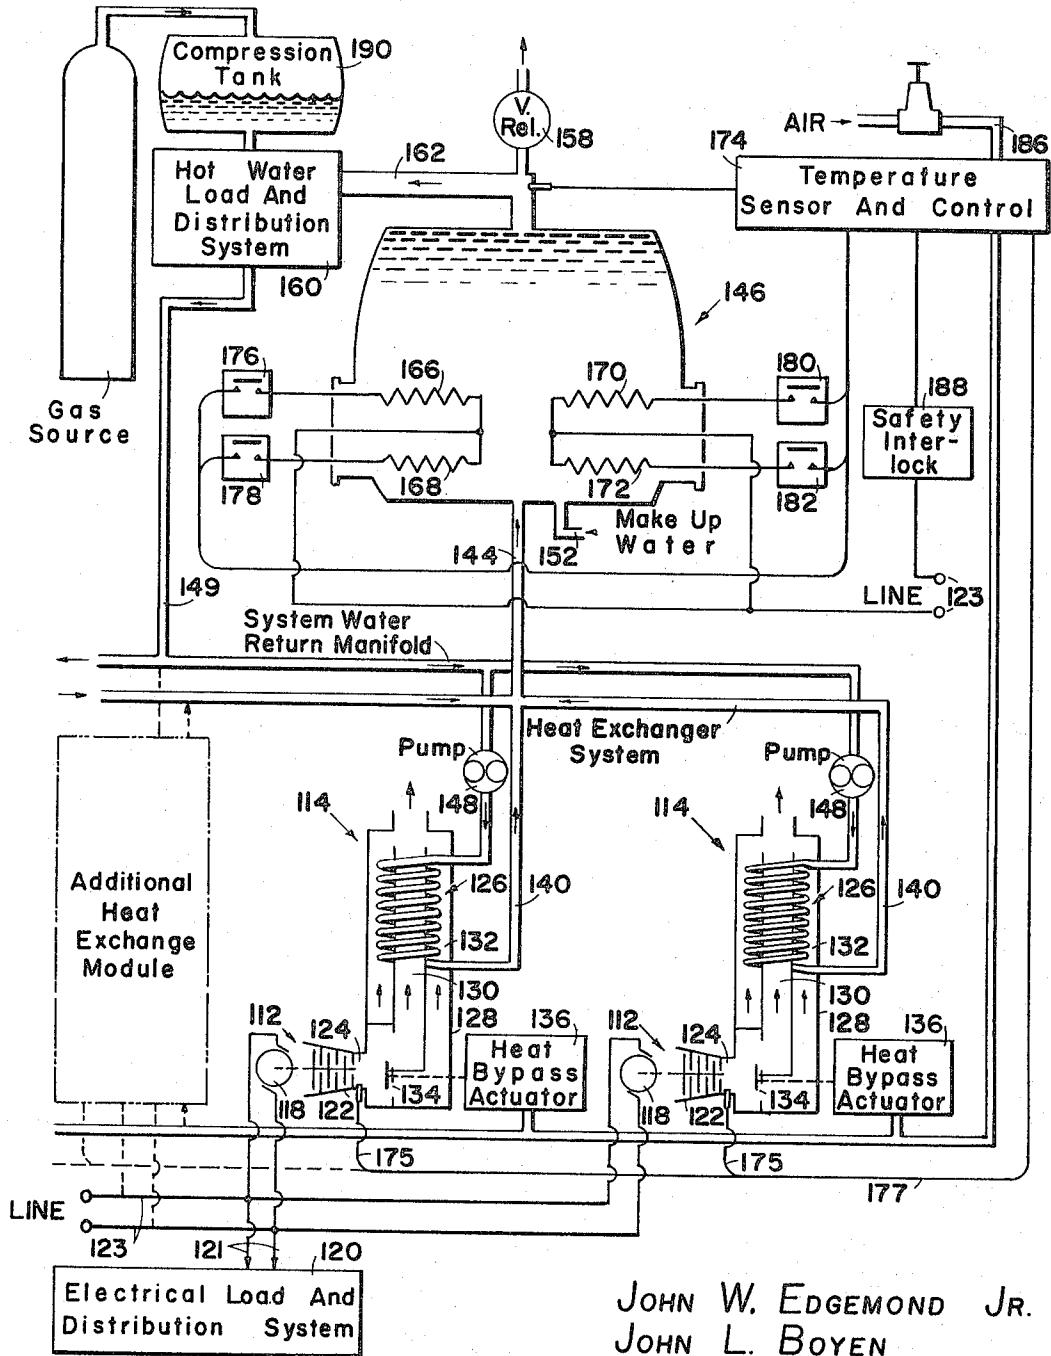 Compression
Tank
190
V.
Rel.
158
AIR
186
174
Temperature
Sensor And Control
162
Hot Water
Load And
Distribution
System
160
146
Gas
Source
176
166
170
180
188
Safety
Inter-
lock
178
168
172
182
Make Up
Water
144
152
LINE
123
149
System Water
Return Manifold
Heat Exchanger
System
Pump
148
Pump
148
114
114
Additional
Heat
Exchange
Module
126
140
132
130
128
126
140
132
130
128
112
124
136
Heat
Bypass
Actuator
118
122
134
112
124
136
Heat
Bypass
Actuator
118
122
134
175
175
177
LINE
123
121
120
Electrical Load And
Distribution System
JOHN W. EDGEMOND JR.
JOHN L. BOYEN